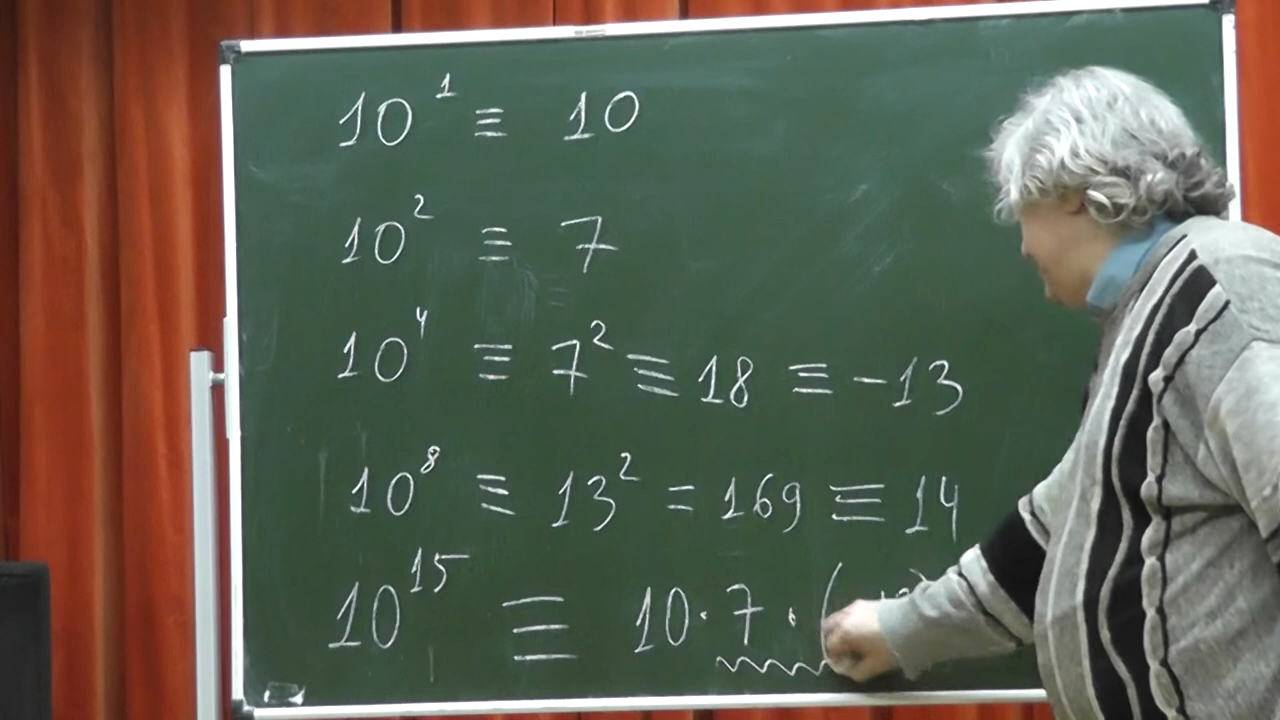 10¹ ≡ 10
10² ≡ 7
10⁴ ≡ 7² ≡ 18 ≡ -13
10⁸ ≡ 13² = 169 ≡ 14
10¹⁵ ≡ 10 · 7 · (